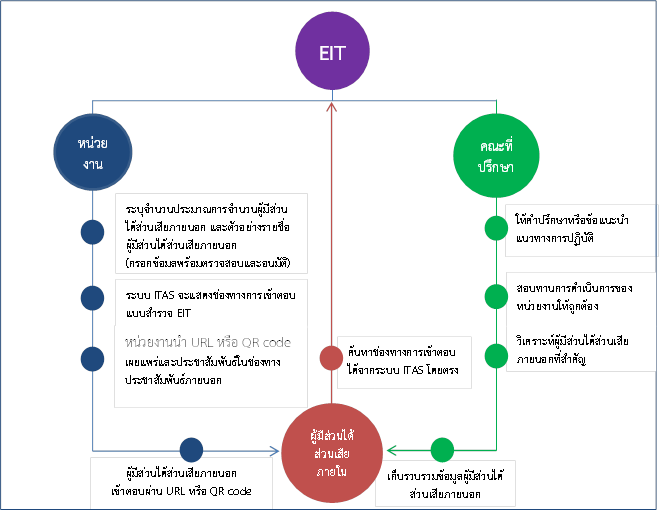 EIT
หน่วย
งาน
คณะที่
ปรึกษา
ระบุจำนวนประมาณการจำนวนผู้มีส่วน
ได้ส่วนเสียภายนอก และตัวอย่างรายชื่อ
ผู้มีส่วนได้ส่วนเสียภายนอก
(กรอกข้อมูลพร้อมตรวจสอบและอนุมัติ)
ระบบ ITAS จะแสดงช่องทางการเข้าตอบ
แบบสำรวจ EIT
หน่วยงานนำ URL หรือ QR code
เผยแพร่และประชาสัมพันธ์ในช่องทาง
ประชาสัมพันธ์ภายนอก
ผู้มีส่วนได้ส่วนเสียภายนอก
เข้าตอบผ่าน URL หรือ QR code
ค้นหาช่องทางการเข้าตอบ
ได้จากระบบ ITAS โดยตรง
ผู้มีส่วนได้
ส่วนเสีย
ภายใน
ให้คำปรึกษาหรือข้อแนะนำ
แนวทางการปฏิบัติ
สอบทานการดำเนินการของ
หน่วยงานให้ถูกต้อง
วิเคราะห์ผู้มีส่วนได้ส่วนเสีย
ภายนอกที่สำคัญ
เก็บรวบรวมข้อมูลผู้มีส่วนได้
ส่วนเสียภายนอก